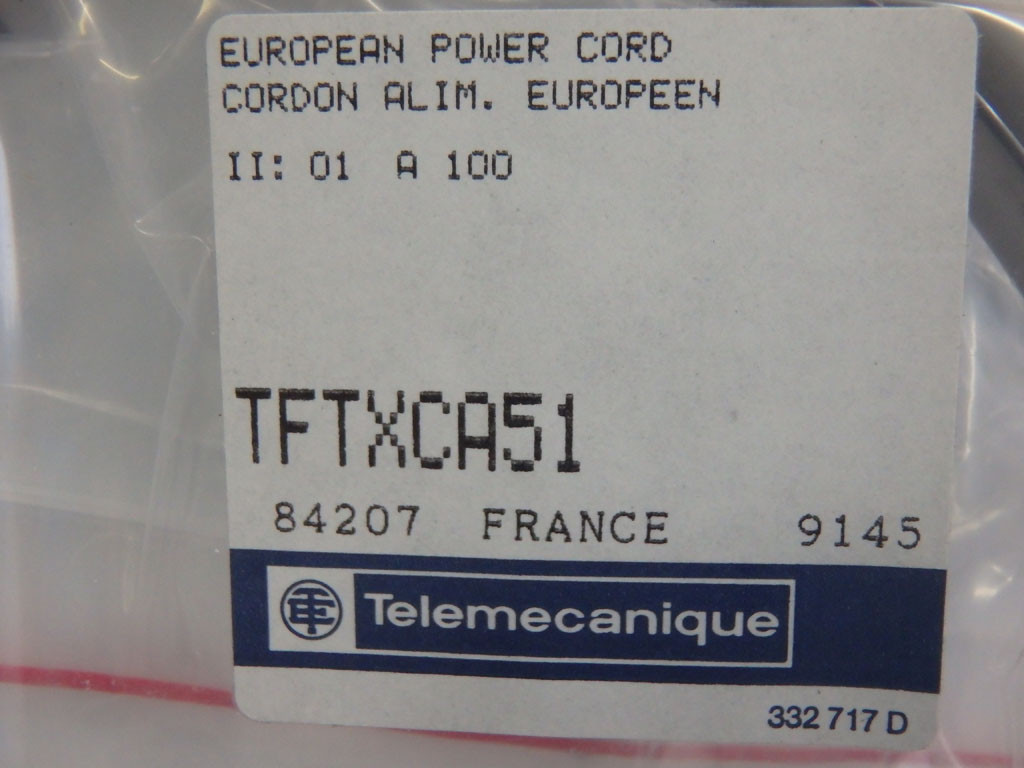 EUROPEAN POWER CORD
CORDON ALIM. EUROPEEN
II: 01 A 100
TFTXCA51
84207 FRANCE 9145
Telemecanique
332 717 D